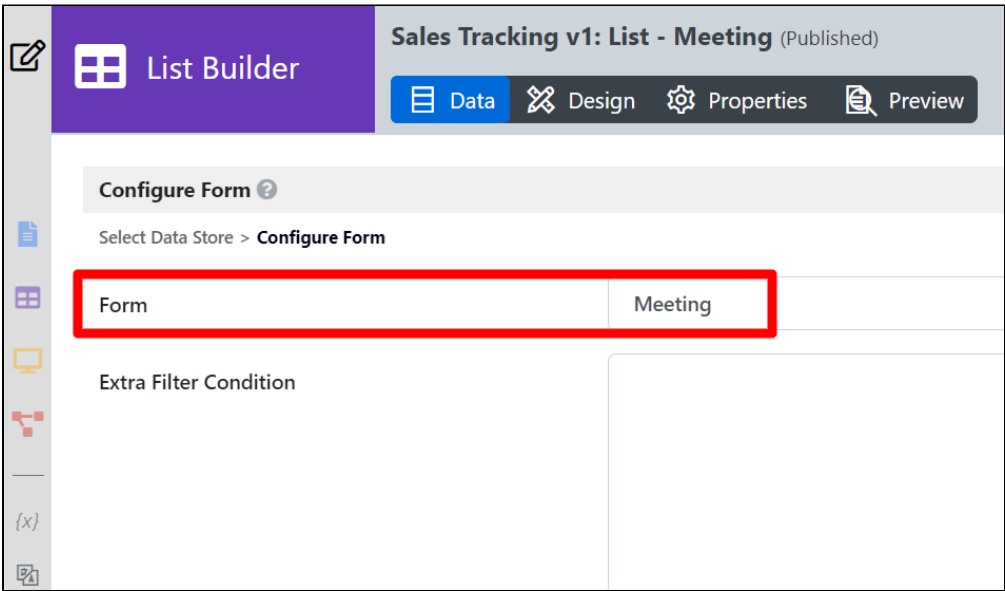 Sales Tracking v1: List - Meeting (Published)
List Builder
Data Design Properties Preview
Configure Form
Select Data Store > Configure Form
Form Meeting
Extra Filter Condition
{x}